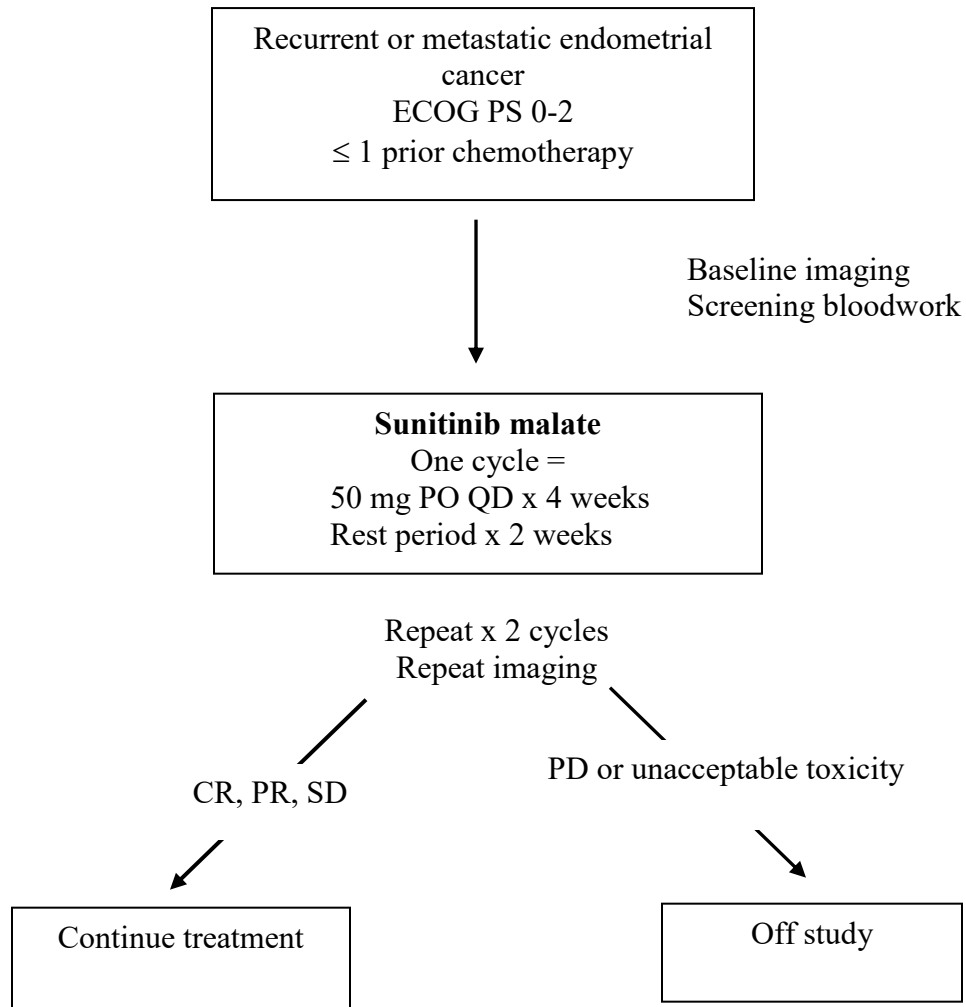 Recurrent or metastatic endometrial
cancer
ECOG PS 0-2
≤ 1 prior chemotherapy
Baseline imaging
Screening bloodwork
Sunitinib malate
One cycle =
50 mg PO QD x 4 weeks
Rest period x 2 weeks
Repeat x 2 cycles
Repeat imaging
CR, PR, SD
PD or unacceptable toxicity
Continue treatment
Off study